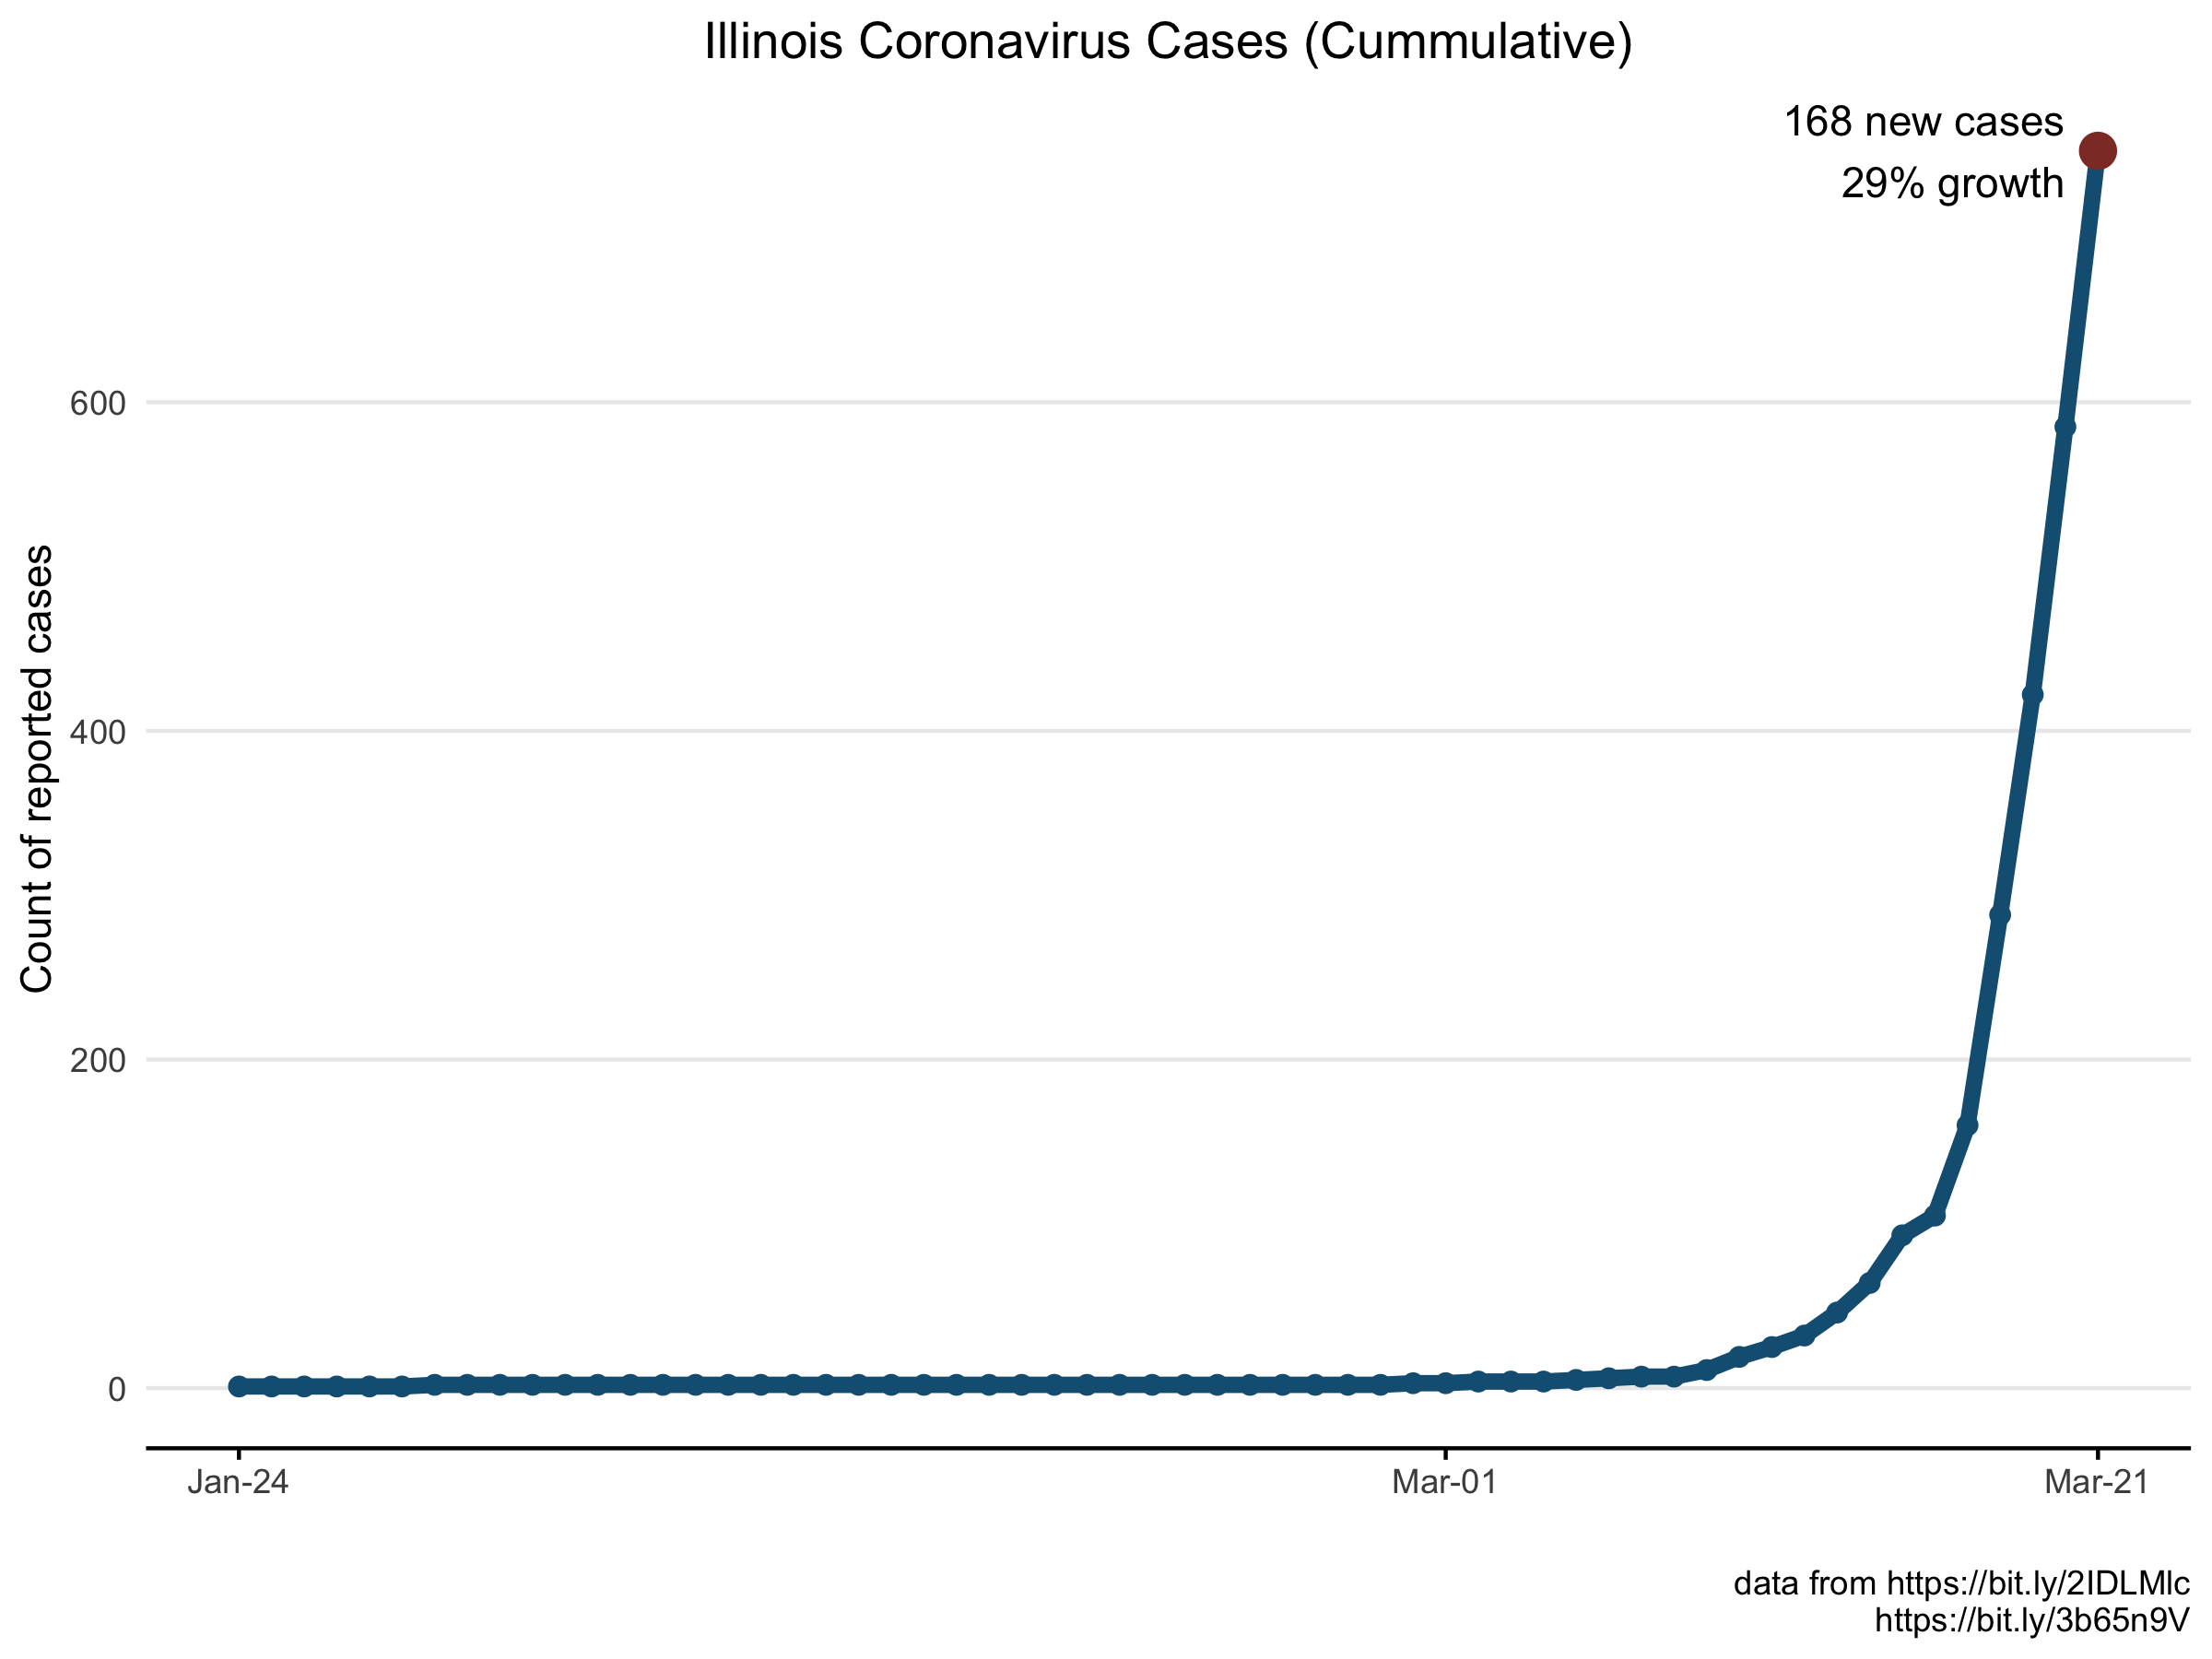 Illinois Coronavirus Cases (Cummulative)
168 new cases
29% growth
Count of reported cases
600
400
200
0
Jan-24
Mar-01
Mar-21
data from https://bit.ly/2IDLMlc
https://bit.ly/3b65n9V